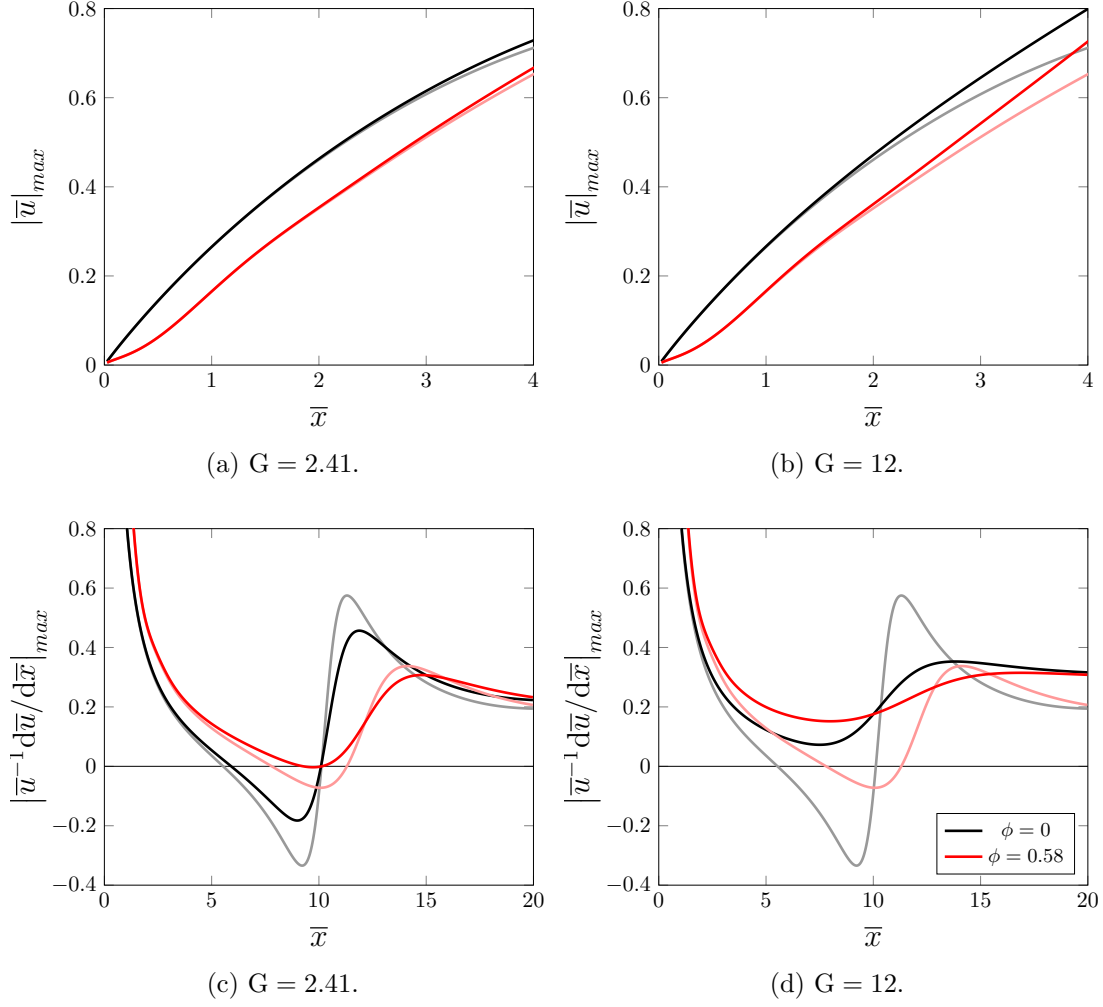 0.8
0.6
0.4
0.2
0
0 1 2 3 4
|u̅|max
x̅
(a) G = 2.41.
0.8
0.6
0.4
0.2
0
0 1 2 3 4
|u̅|max
x̅
(b) G = 12.
0.8
0.6
0.4
0.2
0
−0.2
−0.4
0 5 10 15 20
|u̅⁻¹du̅/dx̅|max
x̅
(c) G = 2.41.
0.8
0.6
0.4
0.2
0
−0.2
−0.4
0 5 10 15 20
|u̅⁻¹du̅/dx̅|max
x̅
ϕ = 0
ϕ = 0.58
(d) G = 12.